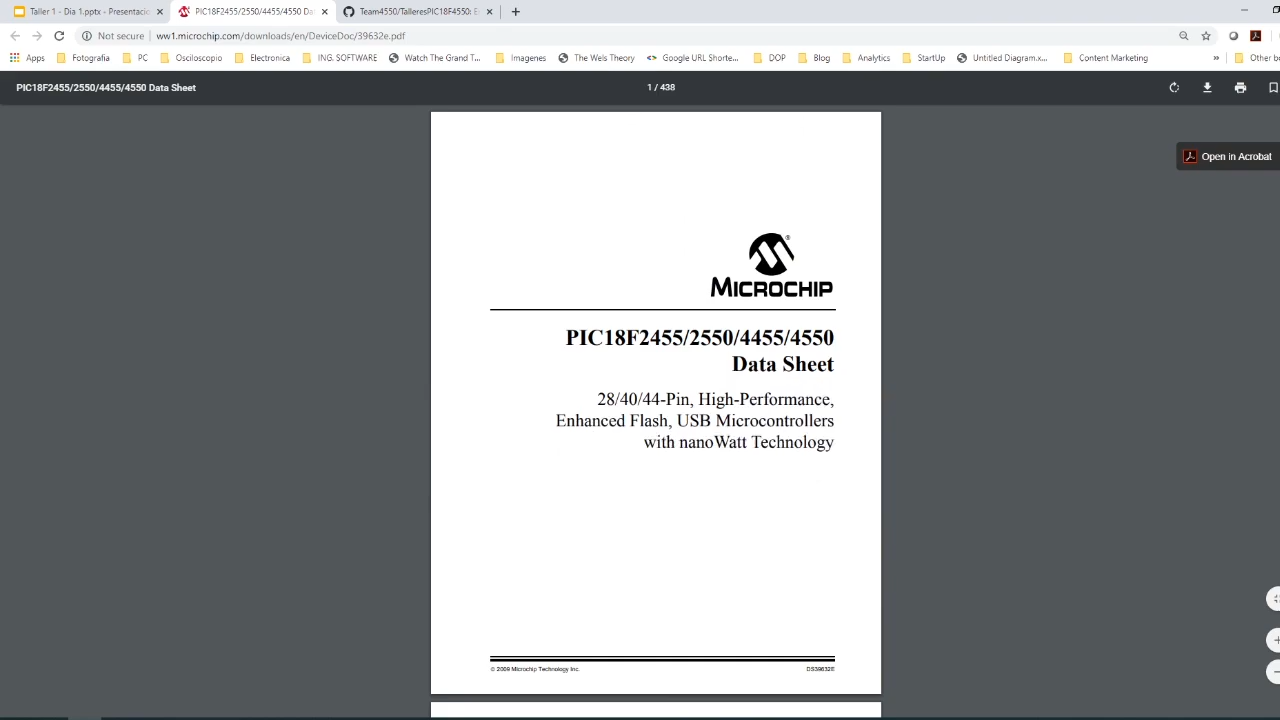 Taller 1 - Dia 1.pptx - Presentació
PIC18F2455/2550/4455/4550 Da
Team4550/TalleresPIC18F4550: E
Not secure
ww1.microchip.com/downloads/en/DeviceDoc/39632e.pdf
Apps
Fotografia
PC
Osciloscopio
Electronica
ING. SOFTWARE
Watch The Grand T...
Imagenes
The Wels Theory
Google URL Shorte...
DOP
Blog
Analytics
StartUp
Untitled Diagram.x...
Content Marketing
»
Other b
PIC18F2455/2550/4455/4550 Data Sheet
1 / 438
Open in Acrobat
MICROCHIP
PIC18F2455/2550/4455/4550
Data Sheet
28/40/44-Pin, High-Performance,
Enhanced Flash, USB Microcontrollers
with nanoWatt Technology
© 2009 Microchip Technology Inc.
DS39632E